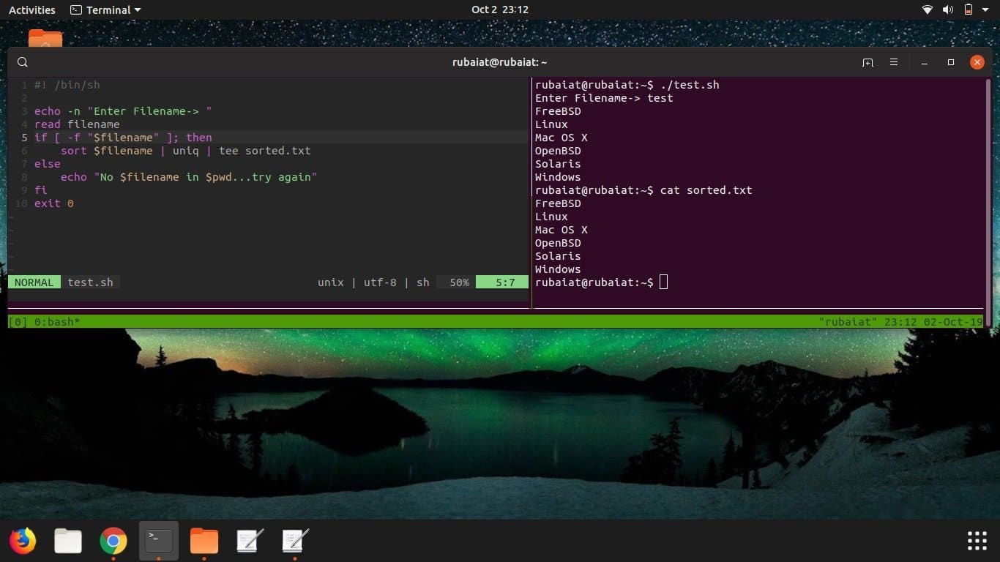 Activities Terminal Oct 2 23:12
rubaiat@rubaiat: ~
1 #! /bin/sh
2
3 echo -n "Enter Filename-> "
4 read filename
5 if [ -f "$filename" ]; then
6 sort $filename | uniq | tee sorted.txt
7 else
8 echo "No $filename in $pwd...try again"
9 fi
10 exit 0
~
~
~
~
~
NORMAL test.sh unix | utf-8 | sh 50% 5:7
rubaiat@rubaiat:~$ ./test.sh
Enter Filename-> test
FreeBSD
Linux
Mac OS X
OpenBSD
Solaris
Windows
rubaiat@rubaiat:~$ cat sorted.txt
FreeBSD
Linux
Mac OS X
OpenBSD
Solaris
Windows
rubaiat@rubaiat:~$
[0] 0:bash* "rubaiat" 23:12 02-Oct-19